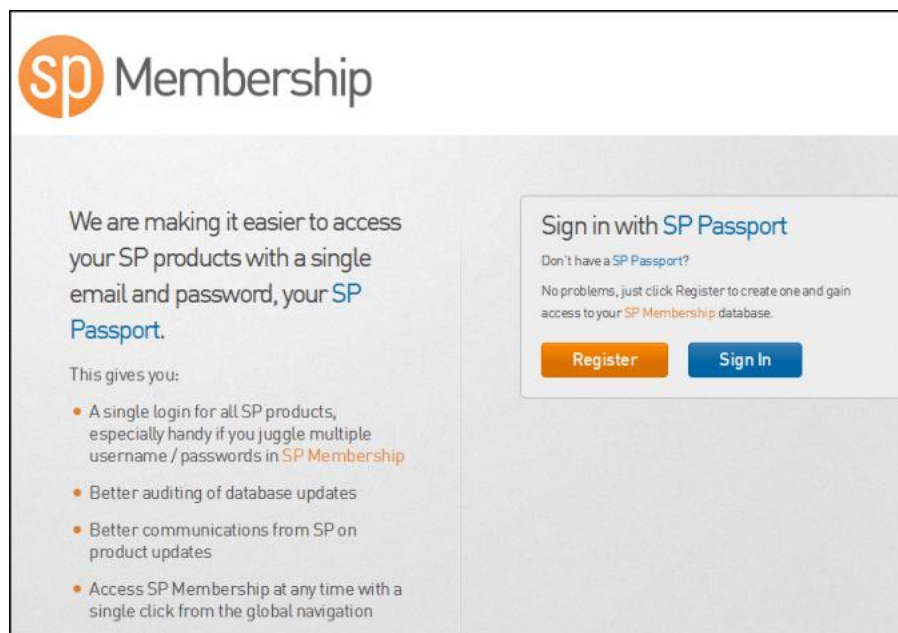 sp Membership
We are making it easier to access
your SP products with a single
email and password, your SP
Passport.
This gives you:
• A single login for all SP products,
especially handy if you juggle multiple
username / passwords in SP Membership
• Better auditing of database updates
• Better communications from SP on
product updates
• Access SP Membership at any time with a
single click from the global navigation
Sign in with SP Passport
Don't have a SP Passport?
No problems, just click Register to create one and gain
access to your SP Membership database.
Register Sign In